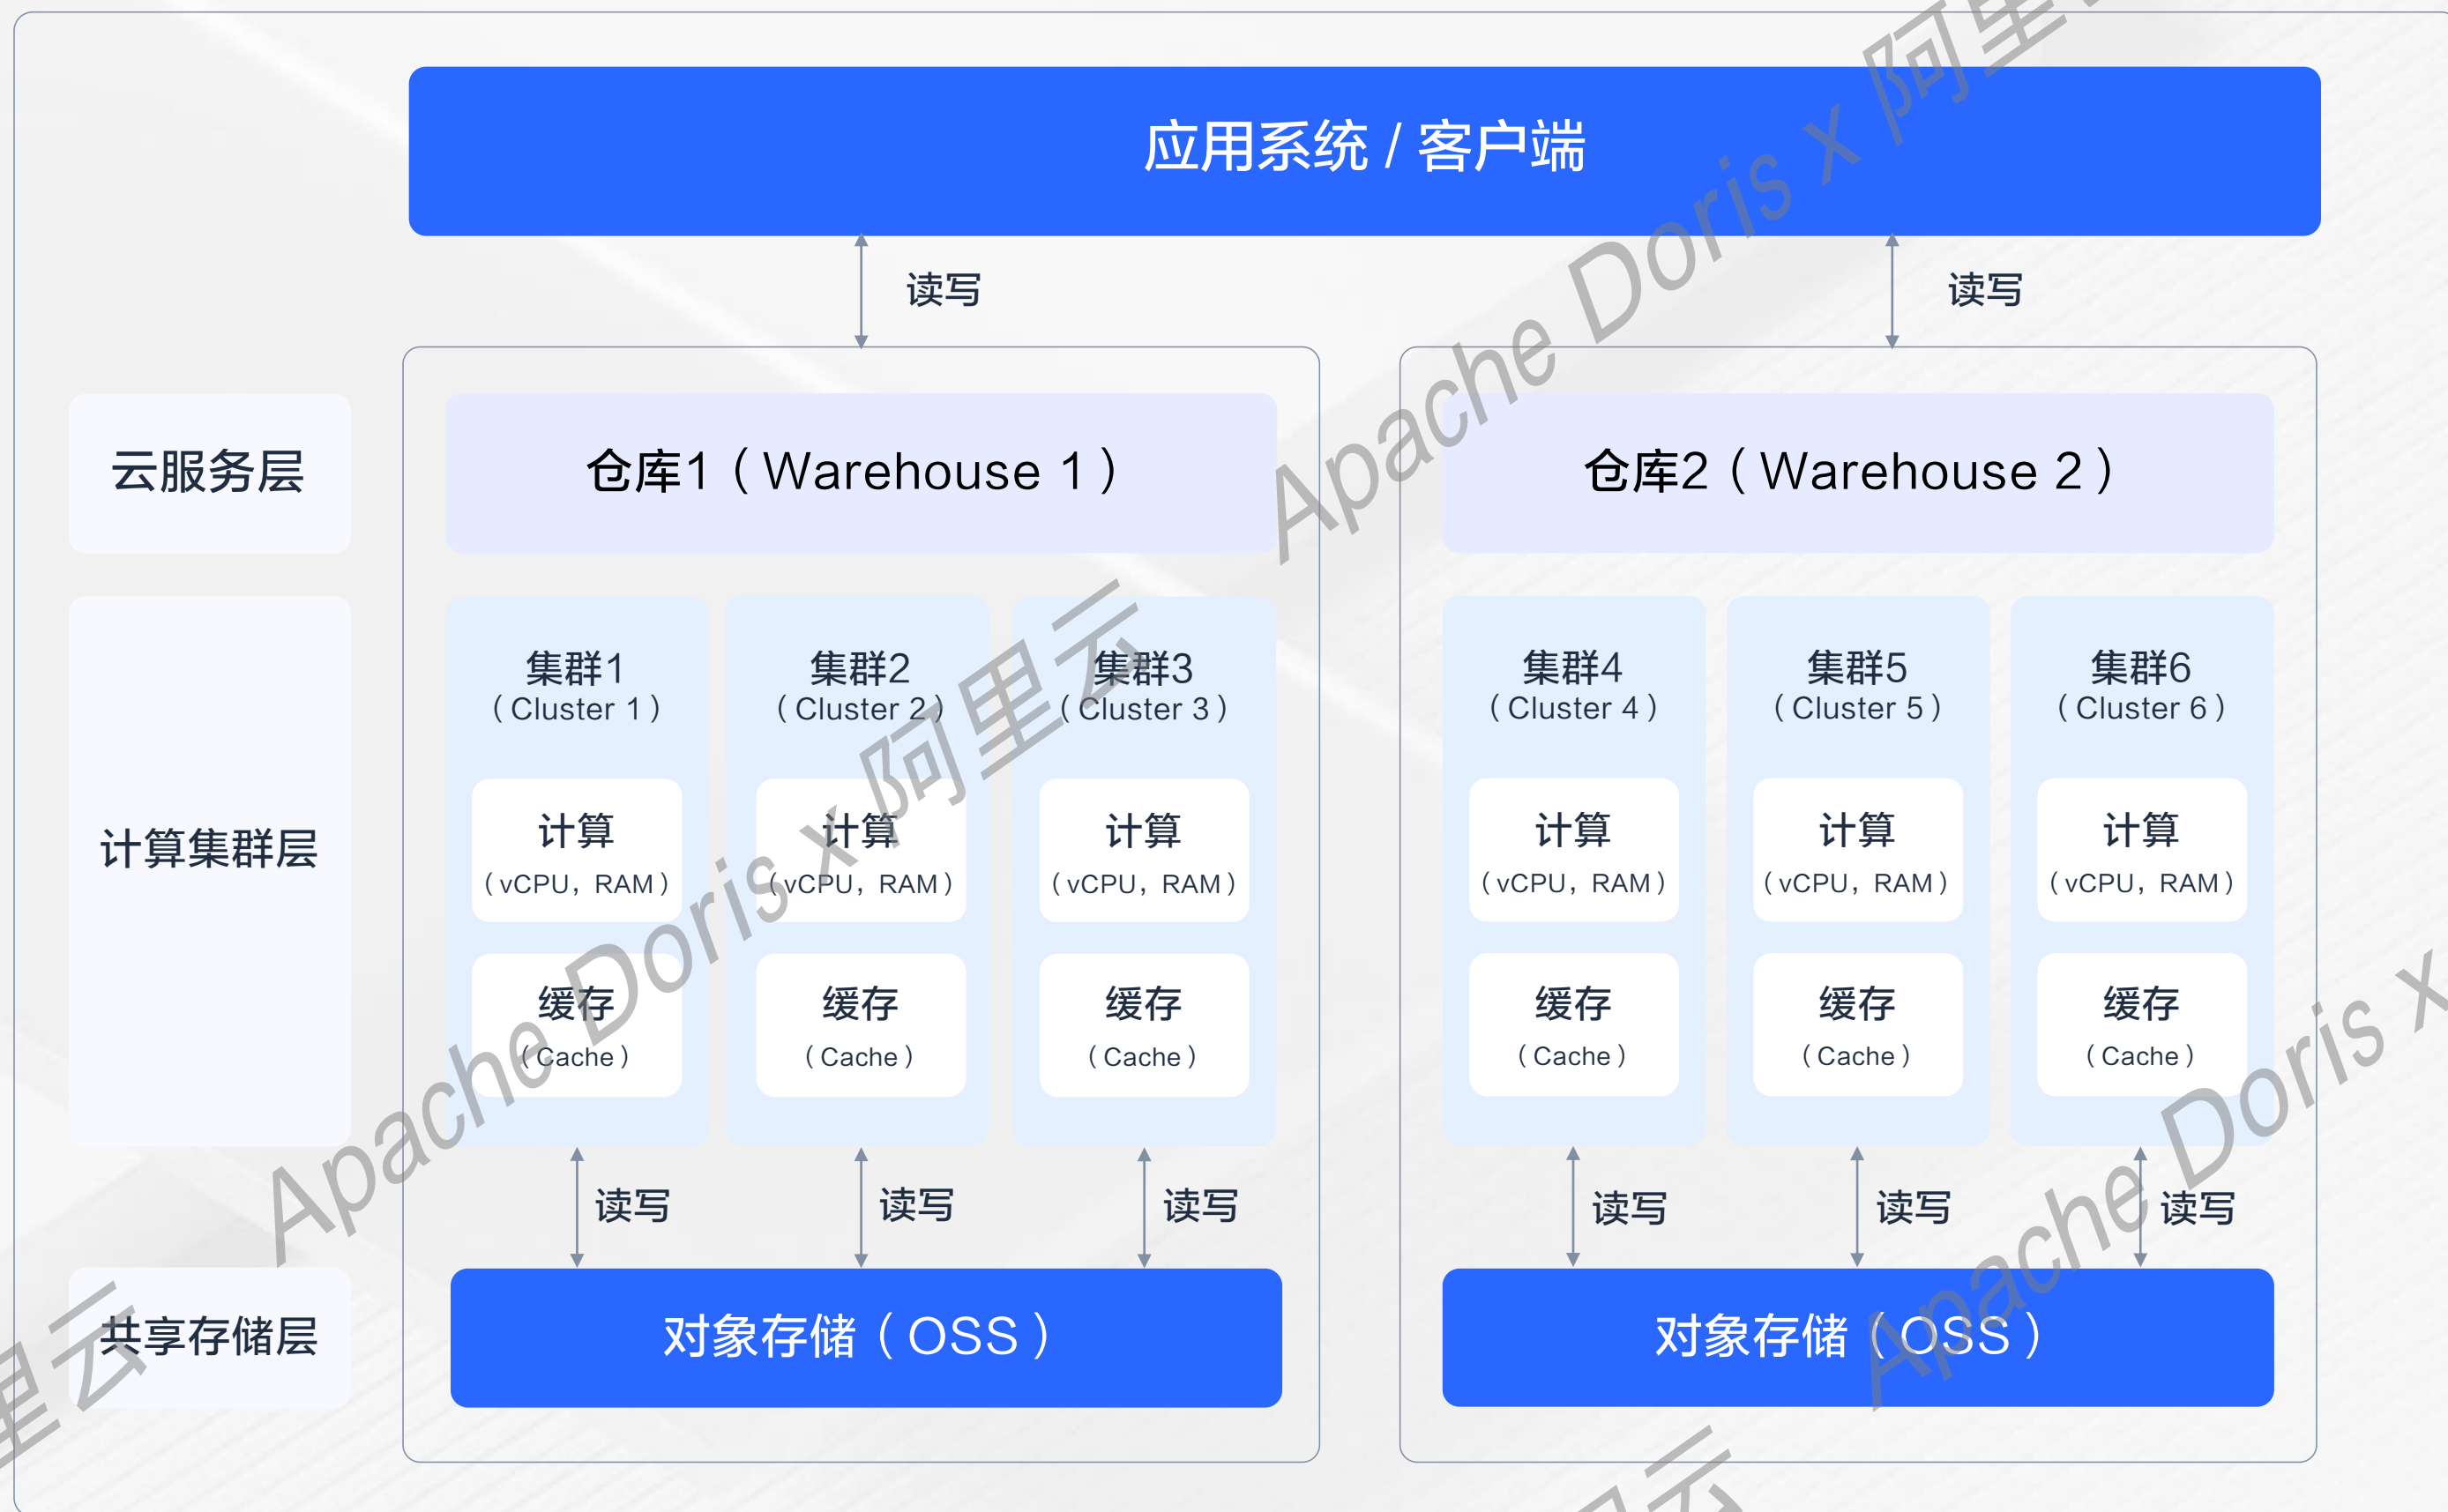 应用系统 / 客户端
读写
读写
云服务层
仓库1（Warehouse 1）
仓库2（Warehouse 2）
计算集群层
集群1
（Cluster 1）
计算
（vCPU，RAM）
缓存
（Cache）
集群2
（Cluster 2）
计算
（vCPU，RAM）
缓存
（Cache）
集群3
（Cluster 3）
计算
（vCPU，RAM）
缓存
（Cache）
集群4
（Cluster 4）
计算
（vCPU，RAM）
缓存
（Cache）
集群5
（Cluster 5）
计算
（vCPU，RAM）
缓存
（Cache）
集群6
（Cluster 6）
计算
（vCPU，RAM）
缓存
（Cache）
读写
读写
读写
读写
读写
读写
共享存储层
对象存储（OSS）
对象存储（OSS）
Apache Doris x 阿里
Apache Doris x 阿里云
Apache Doris x
里云
云